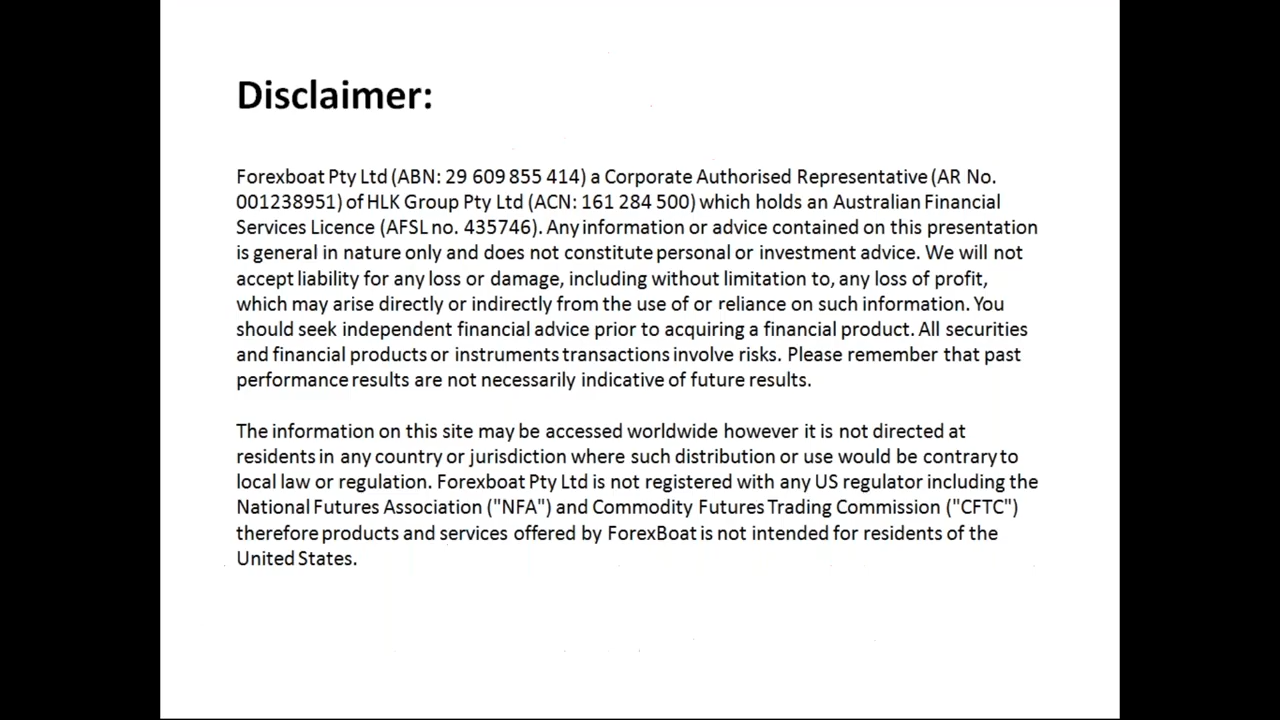 Disclaimer:
Forexboat Pty Ltd (ABN: 29 609 855 414) a Corporate Authorised Representative (AR No.
001238951) of HLK Group Pty Ltd (ACN: 161 284 500) which holds an Australian Financial
Services Licence (AFSL no. 435746). Any information or advice contained on this presentation
is general in nature only and does not constitute personal or investment advice. We will not
accept liability for any loss or damage, including without limitation to, any loss of profit,
which may arise directly or indirectly from the use of or reliance on such information. You
should seek independent financial advice prior to acquiring a financial product. All securities
and financial products or instruments transactions involve risks. Please remember that past
performance results are not necessarily indicative of future results.
The information on this site may be accessed worldwide however it is not directed at
residents in any country or jurisdiction where such distribution or use would be contrary to
local law or regulation. Forexboat Pty Ltd is not registered with any US regulator including the
National Futures Association ("NFA") and Commodity Futures Trading Commission ("CFTC")
therefore products and services offered by ForexBoat is not intended for residents of the
United States.